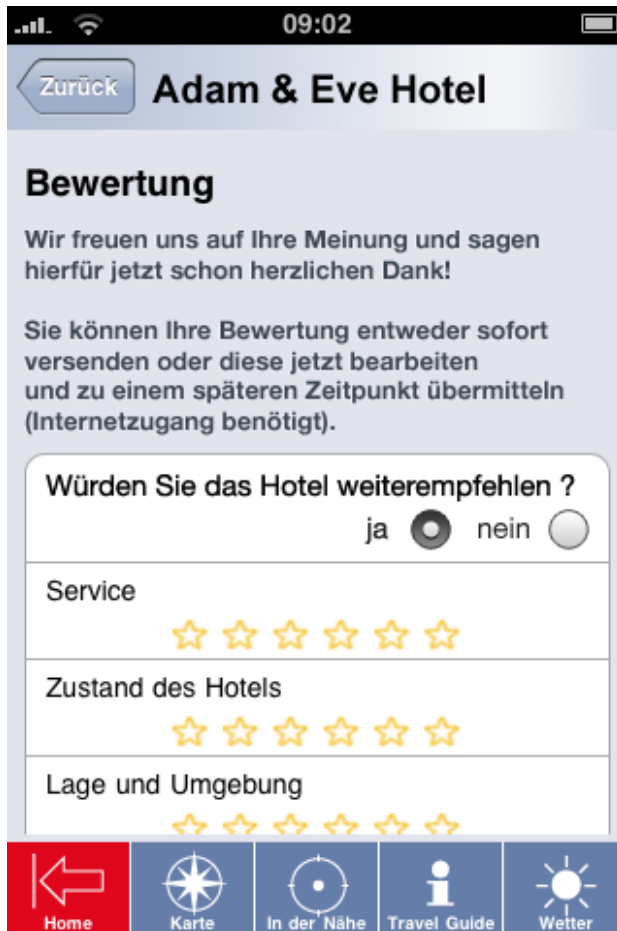 09:02
Zurück
Adam & Eve Hotel
Bewertung
Wir freuen uns auf Ihre Meinung und sagen
hierfür jetzt schon herzlichen Dank!
Sie können Ihre Bewertung entweder sofort
versenden oder diese jetzt bearbeiten
und zu einem späteren Zeitpunkt übermitteln
(Internetzugang benötigt).
Würden Sie das Hotel weiterempfehlen ?
ja nein
Service
Zustand des Hotels
Lage und Umgebung
Home Karte In der Nähe Travel Guide Wetter